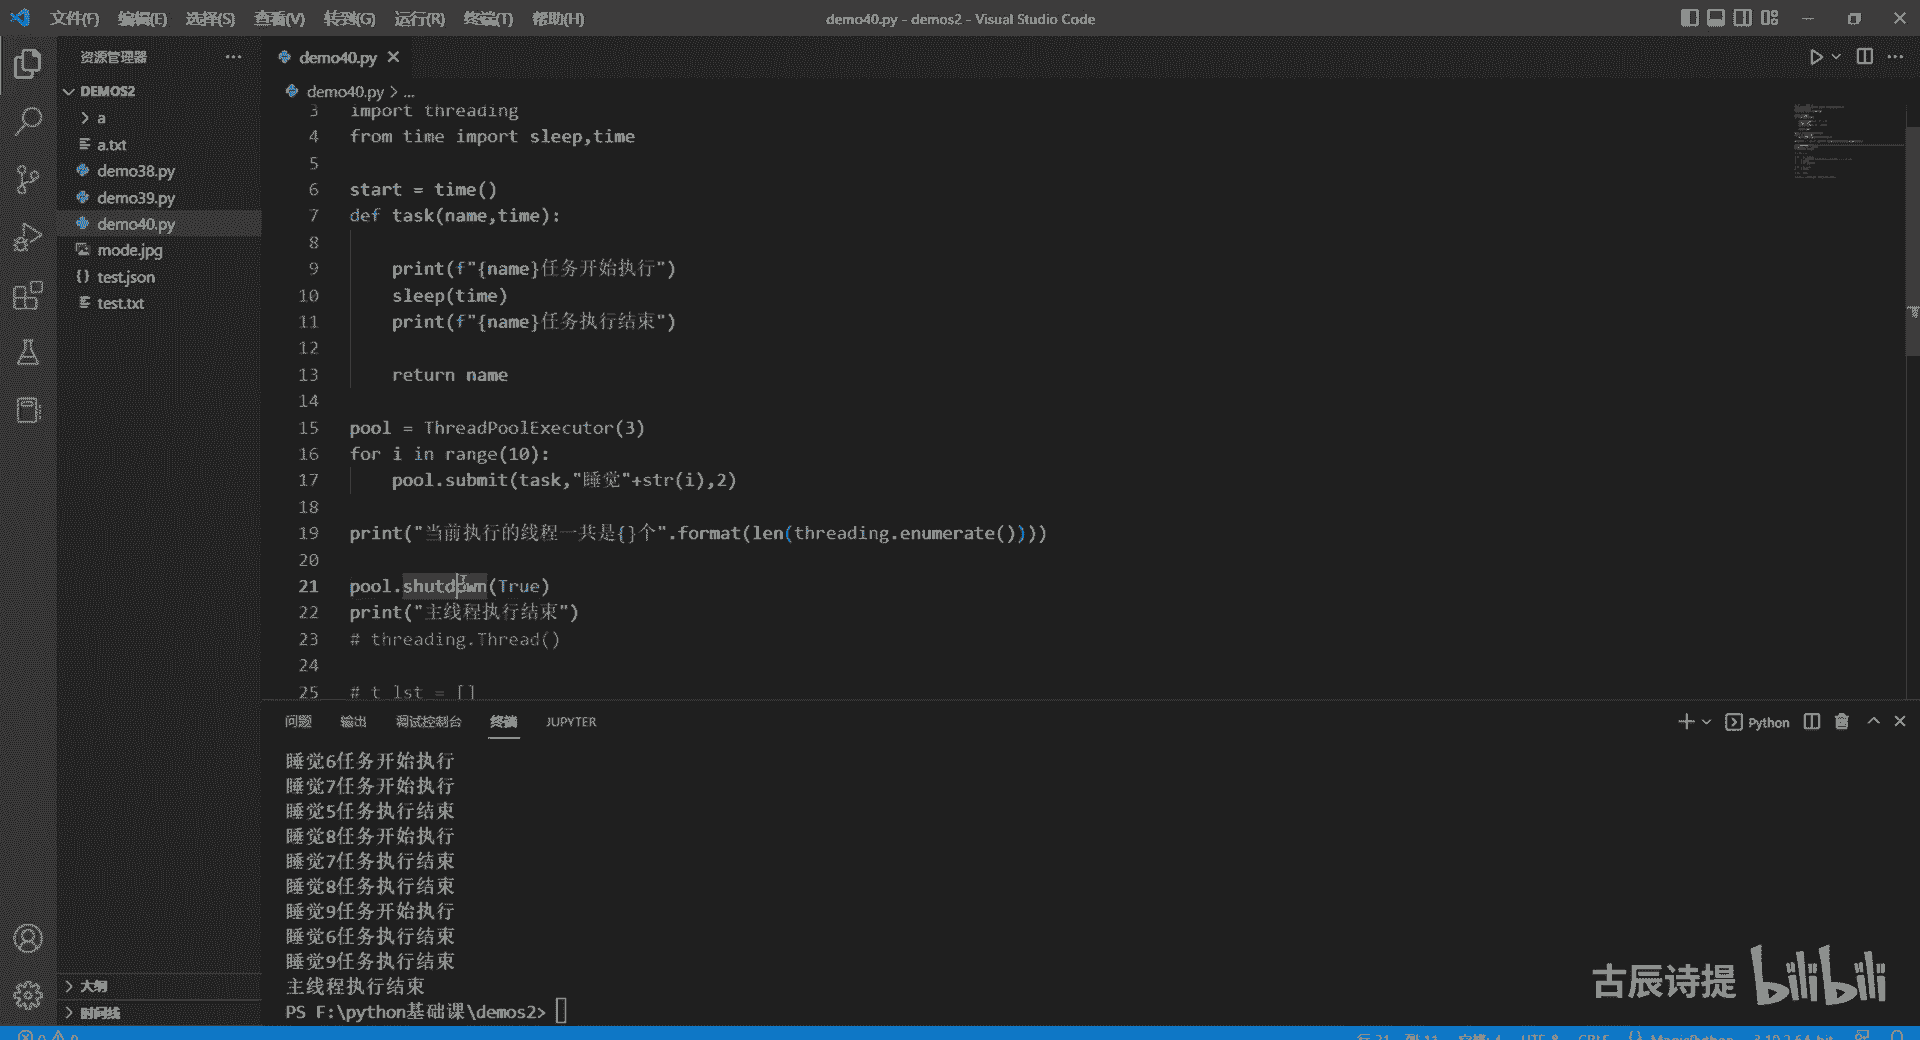 文件(F) 编辑(E) 选择(S) 查看(V) 转到(G) 运行(R) 终端(T) 帮助(H)
demo40.py - demos2 - Visual Studio Code
资源管理器
DEMOS2
a
a.txt
demo38.py
demo39.py
demo40.py
mode.jpg
test.json
test.txt
大纲
时间线
demo40.py
demo40.py > ...
3 import threading
4 from time import sleep,time
5
6 start = time()
7 def task(name,time):
8
9 print(f"{name}任务开始执行")
10 sleep(time)
11 print(f"{name}任务执行结束")
12
13 return name
14
15 pool = ThreadPoolExecutor(3)
16 for i in range(10):
17 pool.submit(task,"睡觉"+str(i),2)
18
19 print("当前执行的线程一共是{}个".format(len(threading.enumerate())))
20
21 pool.shutdown(True)
22 print("主线程执行结束")
23 # threading.Thread()
24
25 # t_lst = []
问题 输出 调试控制台 终端 JUPYTER
Python
睡觉6任务开始执行
睡觉7任务开始执行
睡觉5任务执行结束
睡觉8任务开始执行
睡觉7任务执行结束
睡觉8任务执行结束
睡觉9任务开始执行
睡觉6任务执行结束
睡觉9任务执行结束
主线程执行结束
PS F:\python基础课\demos2>
古辰诗提 bilibili